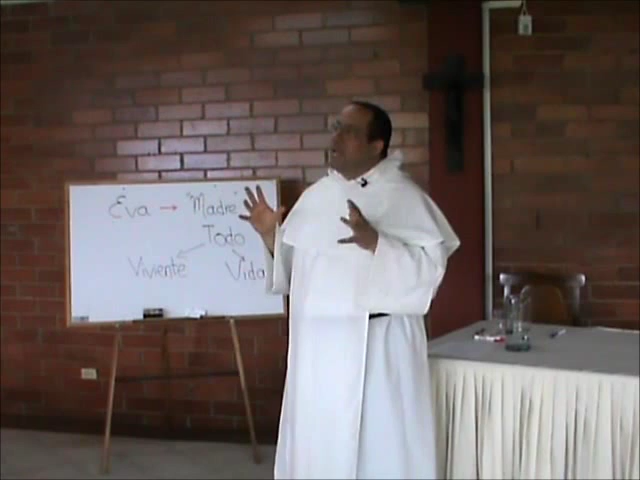 Eva → "Madre"
Todo
Viviente Vida